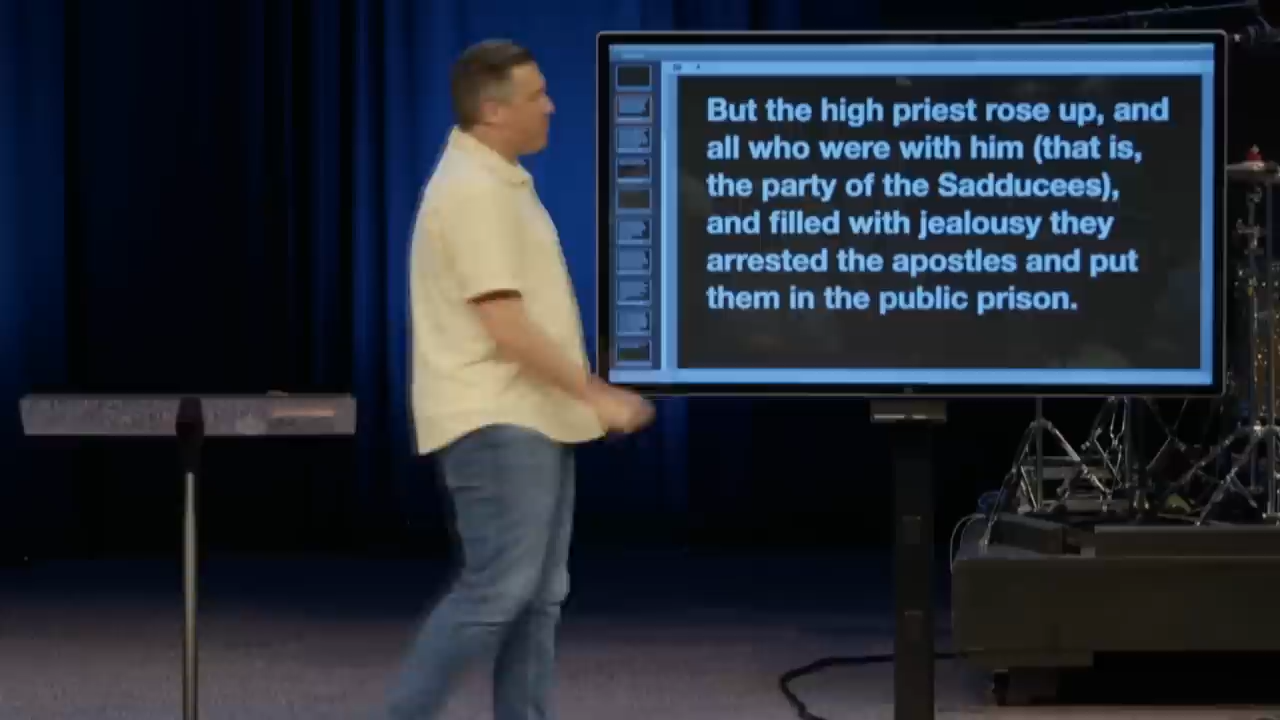 But the high priest rose up, and
all who were with him (that is,
the party of the Sadducees),
and filled with jealousy they
arrested the apostles and put
them in the public prison.